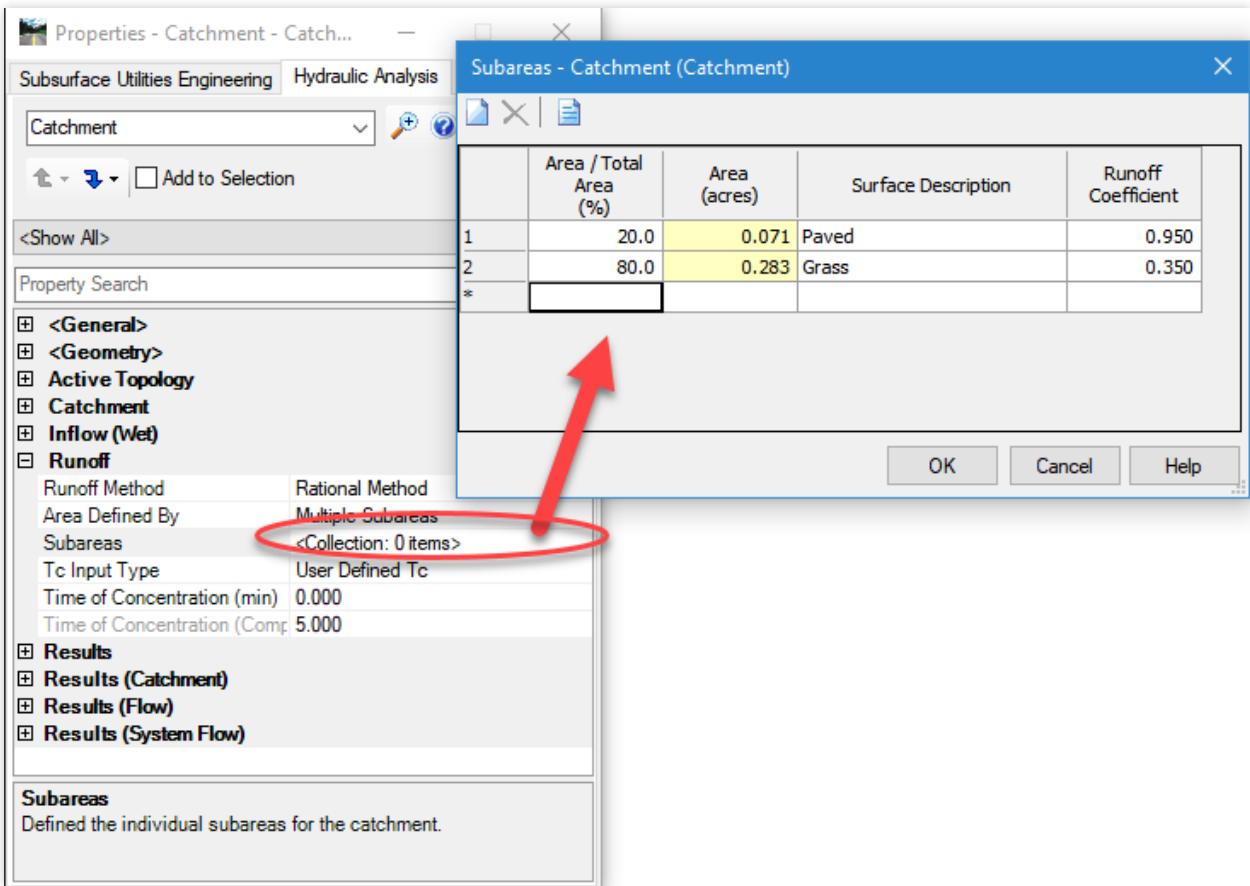 Properties - Catchment - Catch...
Subsurface Utilities Engineering Hydraulic Analysis
Catchment
Add to Selection
<Show All>
Property Search
<General>
<Geometry>
Active Topology
Catchment
Inflow (Wet)
Runoff
Runoff Method Rational Method
Area Defined By Multiple Subareas
Subareas <Collection: 0 items>
Tc Input Type User Defined Tc
Time of Concentration (min) 0.000
Time of Concentration (Comp 5.000
Results
Results (Catchment)
Results (Flow)
Results (System Flow)
Subareas
Defined the individual subareas for the catchment.
Subareas - Catchment (Catchment)
Area / Total Area (%) Area (acres) Surface Description Runoff Coefficient
1 20.0 0.071 Paved 0.950
2 80.0 0.283 Grass 0.350
*
OK Cancel Help